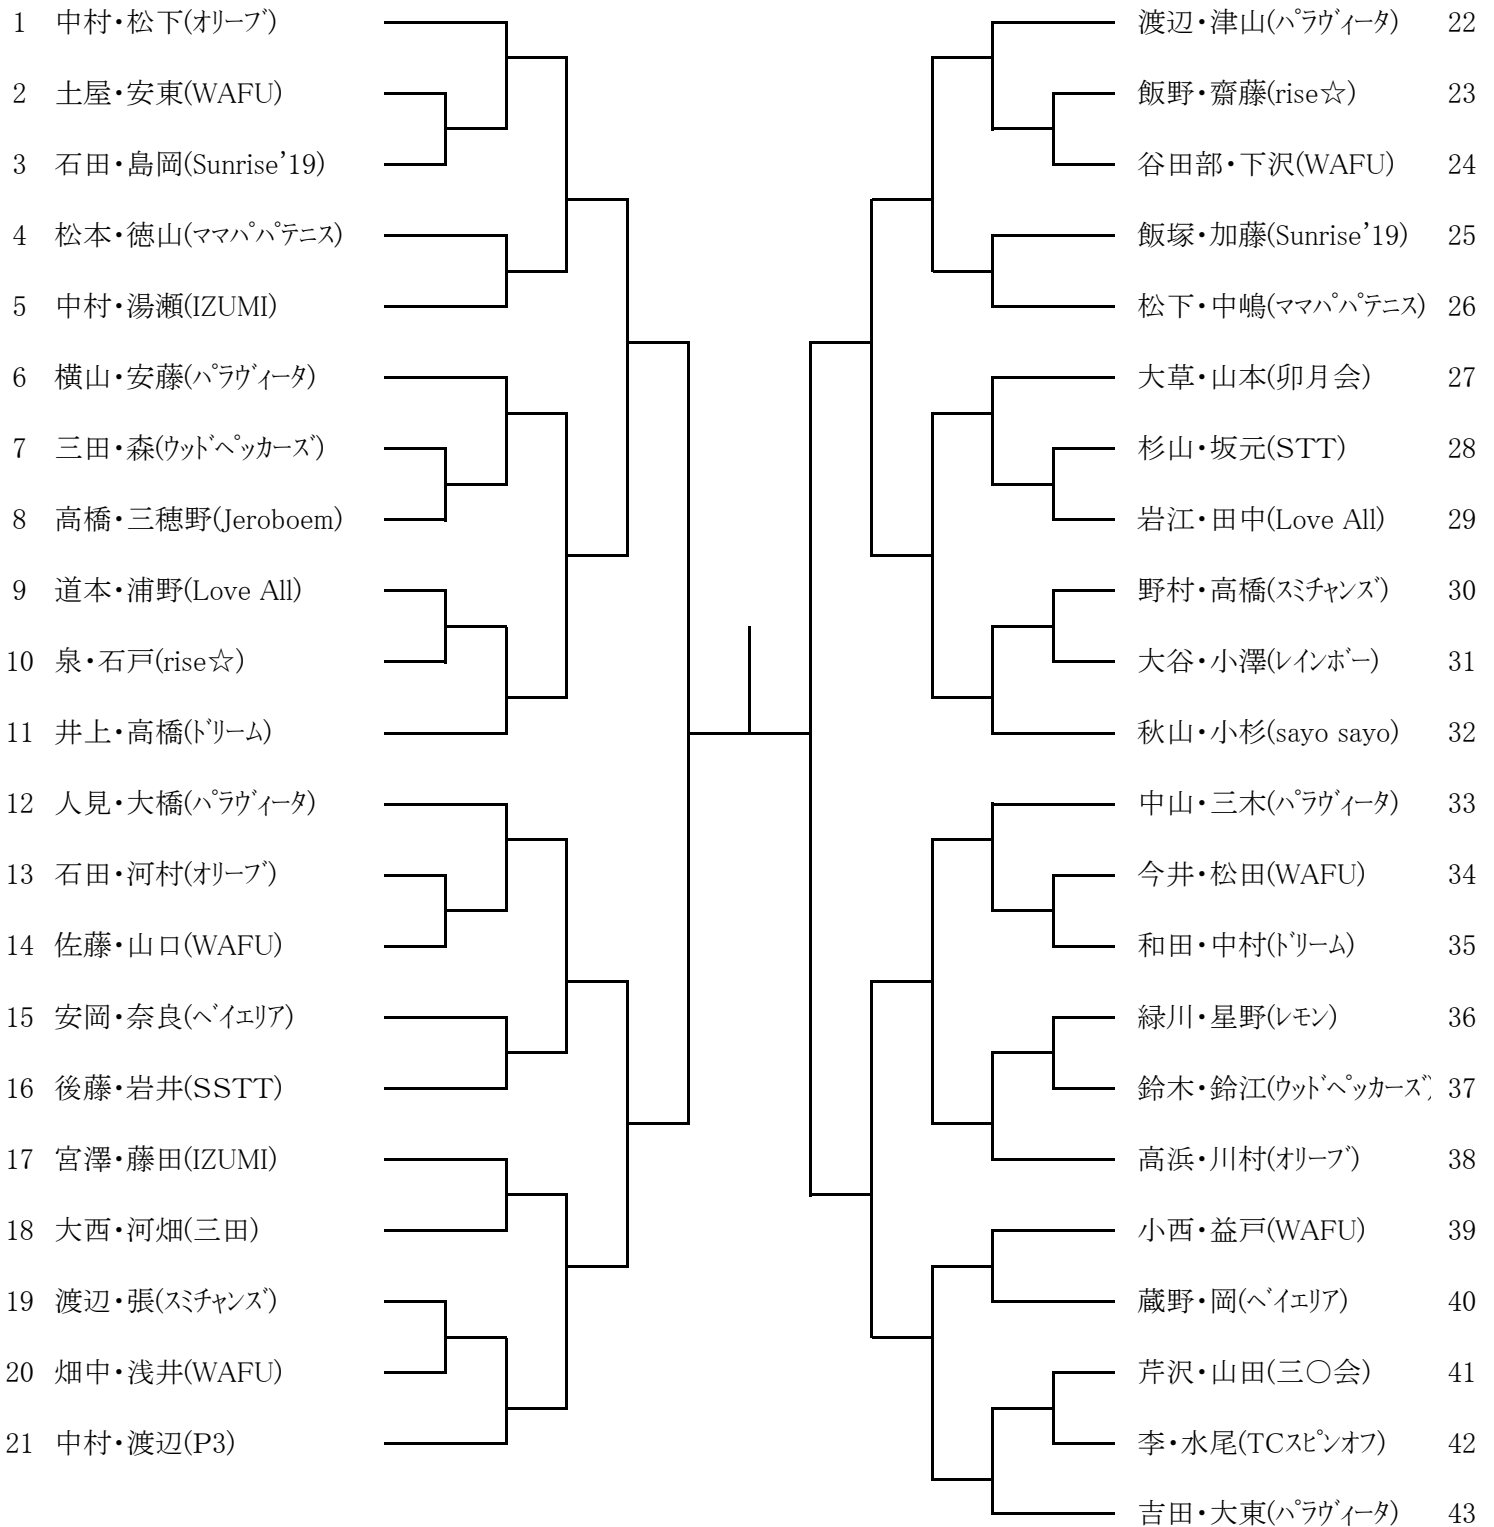 1 中村・松下(ｵﾘｰﾌﾞ)
2 土屋・安東(WAFU)
3 石田・島岡(Sunrise’19)
4 松本・徳山(ママパパテニス)
5 中村・湯瀬(IZUMI)
6 横山・安藤(ﾊﾟﾗヴｨｰﾀ)
7 三田・森(ｳｯﾄﾞペッカーズ)
8 高橋・三穂野(Jeroboem)
9 道本・浦野(Love All)
10 泉・石戸(rise☆)
11 井上・高橋(ﾄﾞﾘｰﾑ)
12 人見・大橋(ﾊﾟﾗヴｨｰﾀ)
13 石田・河村(ｵﾘｰﾌﾞ)
14 佐藤・山口(WAFU)
15 安岡・奈良(ﾍﾞｲｴﾘｱ)
16 後藤・岩井(SSTT)
17 宮澤・藤田(IZUMI)
18 大西・河畑(三田)
19 渡辺・張(ｽﾐﾁｬﾝｽﾞ)
20 畑中・浅井(WAFU)
21 中村・渡辺(P3)
渡辺・津山(ﾊﾟﾗヴｨｰﾀ) 22
飯野・齋藤(rise☆) 23
谷田部・下沢(WAFU) 24
飯塚・加藤(Sunrise’19) 25
松下・中嶋(ママパパテニス) 26
大草・山本(卯月会) 27
杉山・坂元(STT) 28
岩江・田中(Love All) 29
野村・高橋(ｽﾐﾁｬﾝｽﾞ) 30
大谷・小澤(ﾚｲﾝﾎﾞｰ) 31
秋山・小杉(sayo sayo) 32
中山・三木(ﾊﾟﾗヴｨｰﾀ) 33
今井・松田(WAFU) 34
和田・中村(ﾄﾞﾘｰﾑ) 35
緑川・星野(ﾚﾓﾝ) 36
鈴木・鈴江(ｳｯﾄﾞペッカーズ) 37
高浜・川村(ｵﾘｰﾌﾞ) 38
小西・益戸(WAFU) 39
蔵野・岡(ﾍﾞｲｴﾘｱ) 40
芹沢・山田(三〇会) 41
李・水尾(TCｽﾋﾟﾝｵﾌ) 42
吉田・大東(ﾊﾟﾗヴｨｰﾀ) 43